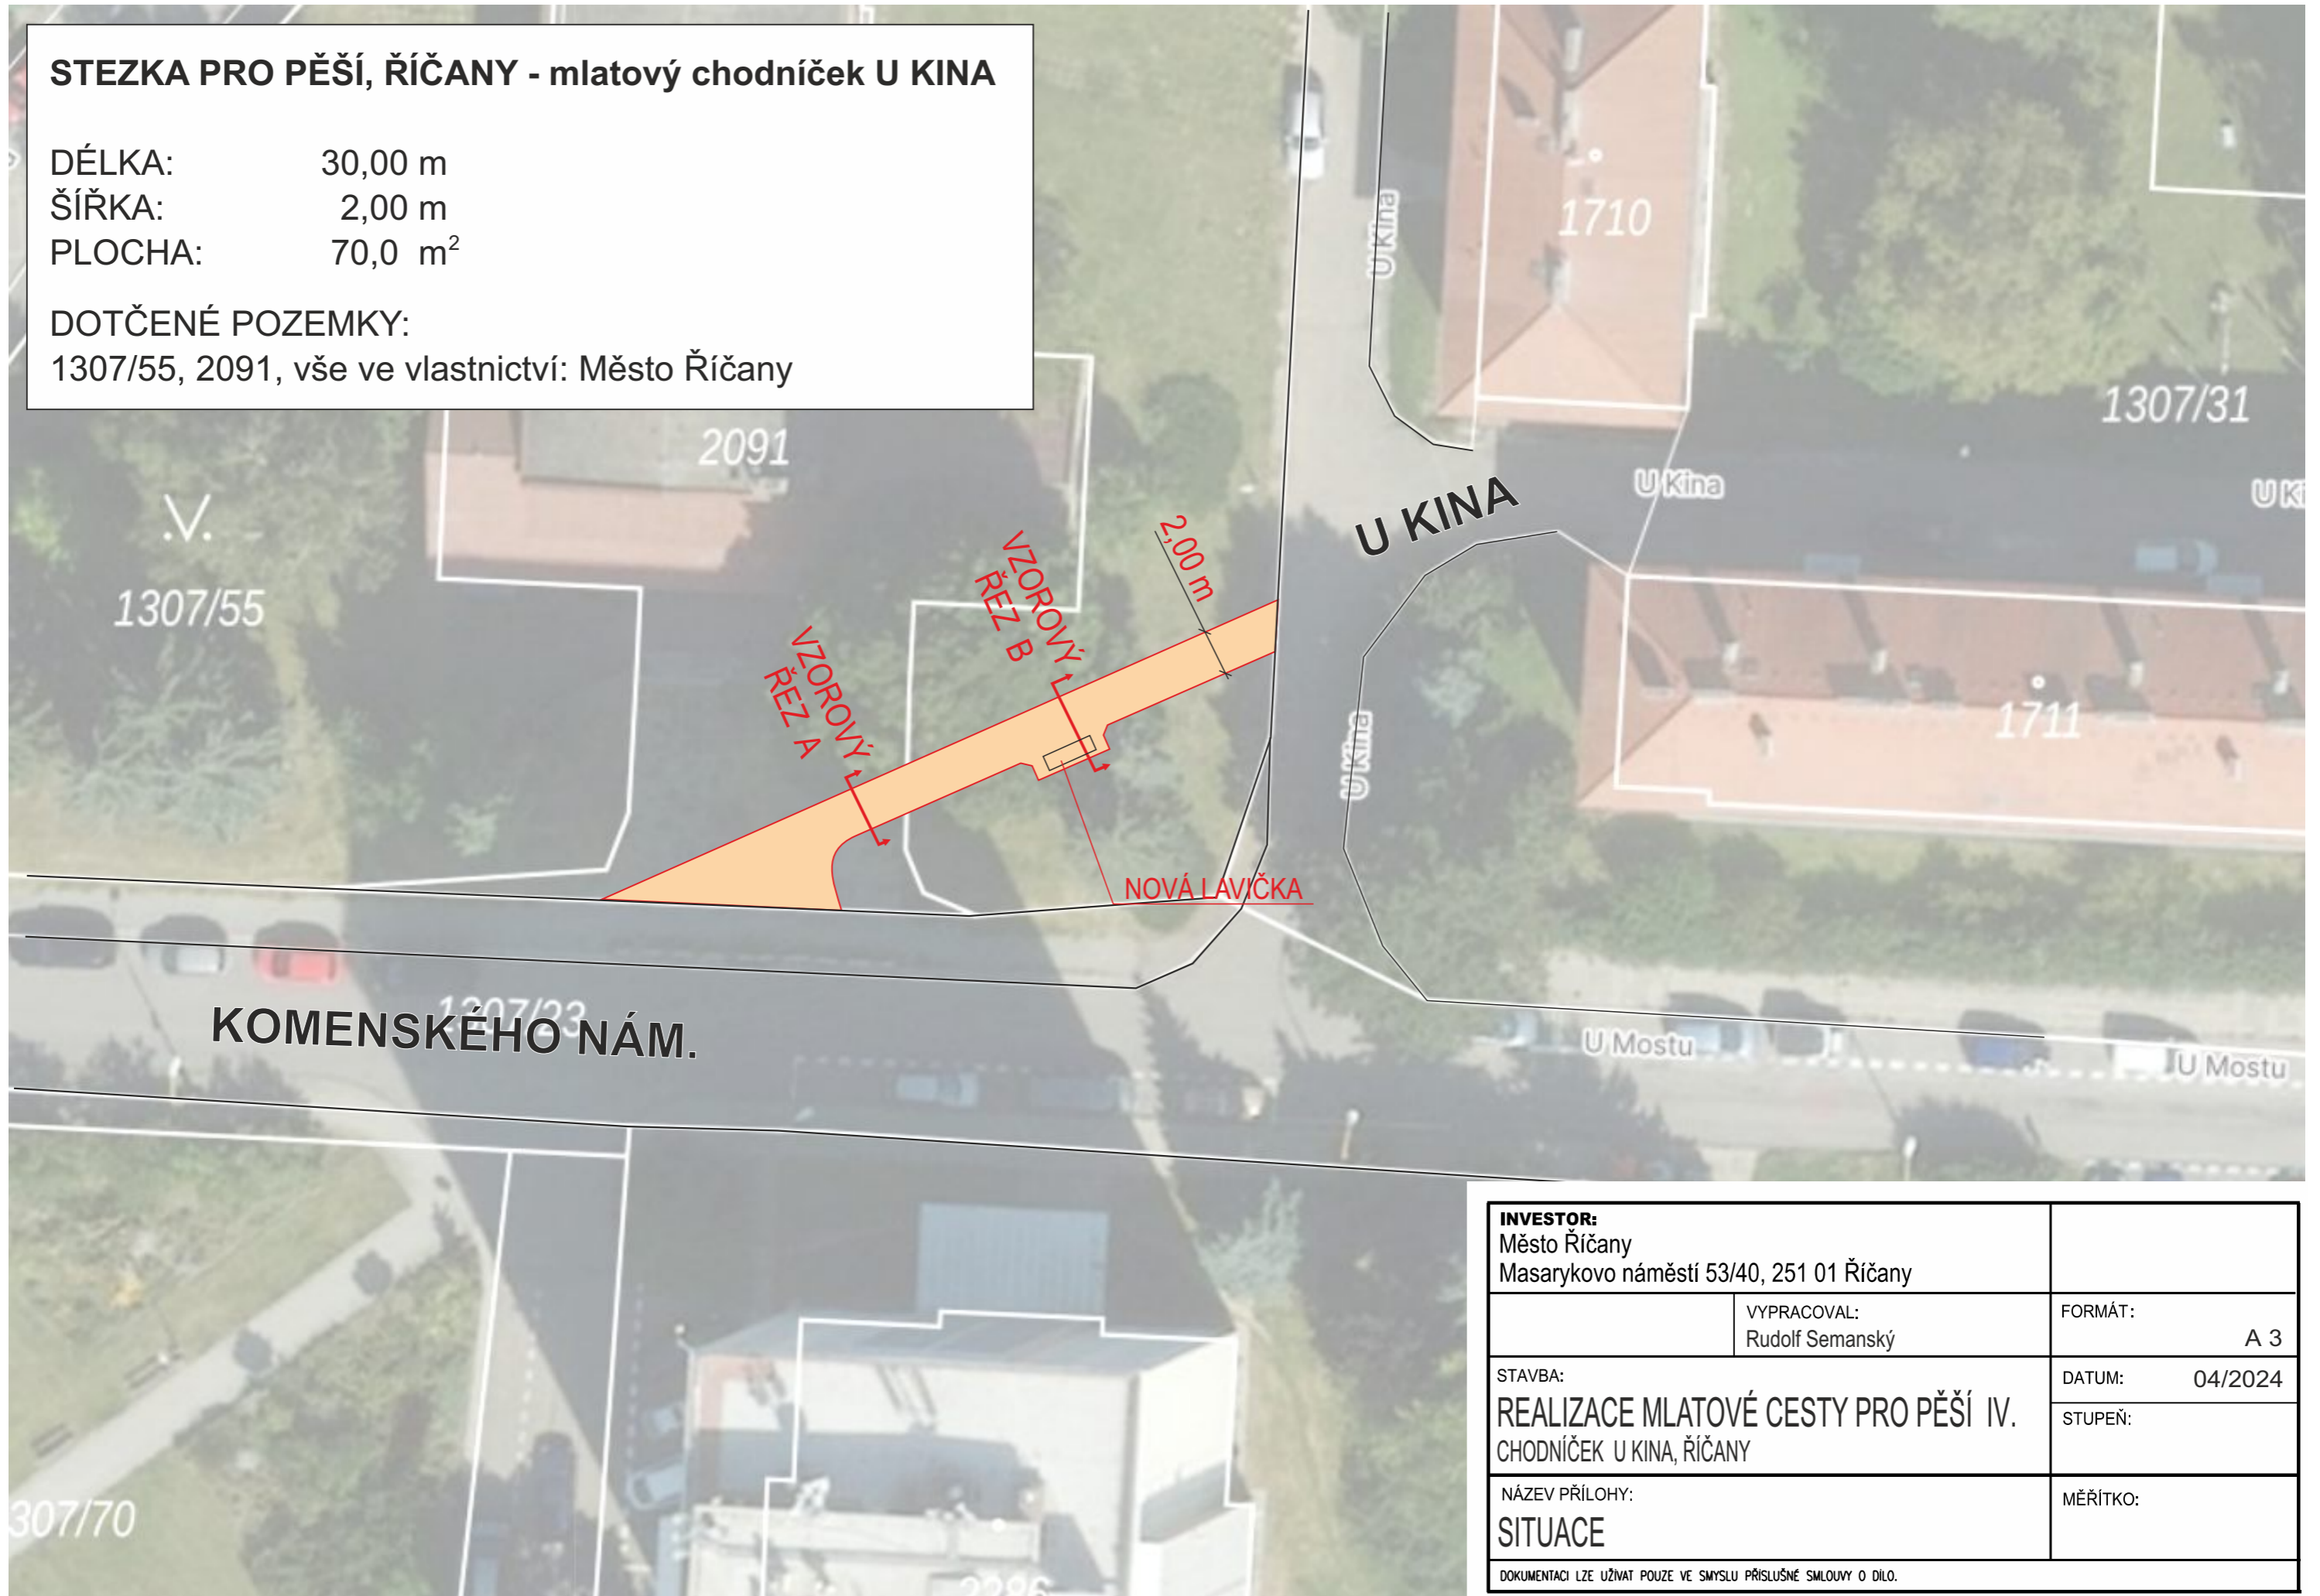 STEZKA PRO PĚŠÍ, ŘÍČANY - mlatový chodníček U KINA
DÉLKA: 30,00 m
ŠÍŘKA: 2,00 m
PLOCHA: 70,0 m²
DOTČENÉ POZEMKY:
1307/55, 2091, vše ve vlastnictví: Město Říčany
U Kina
1710
1307/31
2091
U Kina
U Ki
U KINA
1307/55
2,00 m
VZOROVÝ
ŘEZ B
VZOROVÝ
ŘEZ A
U Kina
1711
NOVÁ LAVIČKA
1307/23
KOMENSKÉHO NÁM.
U Mostu
U Mostu
307/70
2286
INVESTOR:
Město Říčany
Masarykovo náměstí 53/40, 251 01 Říčany
VYPRACOVAL:
Rudolf Semanský
FORMÁT:
A 3
STAVBA:
REALIZACE MLATOVÉ CESTY PRO PĚŠÍ IV.
CHODNÍČEK U KINA, ŘÍČANY
DATUM: 04/2024
STUPEŇ:
NÁZEV PŘÍLOHY:
SITUACE
MĚŘÍTKO:
DOKUMENTACI LZE UŽÍVAT POUZE VE SMYSLU PŘÍSLUŠNÉ SMLOUVY O DÍLO.